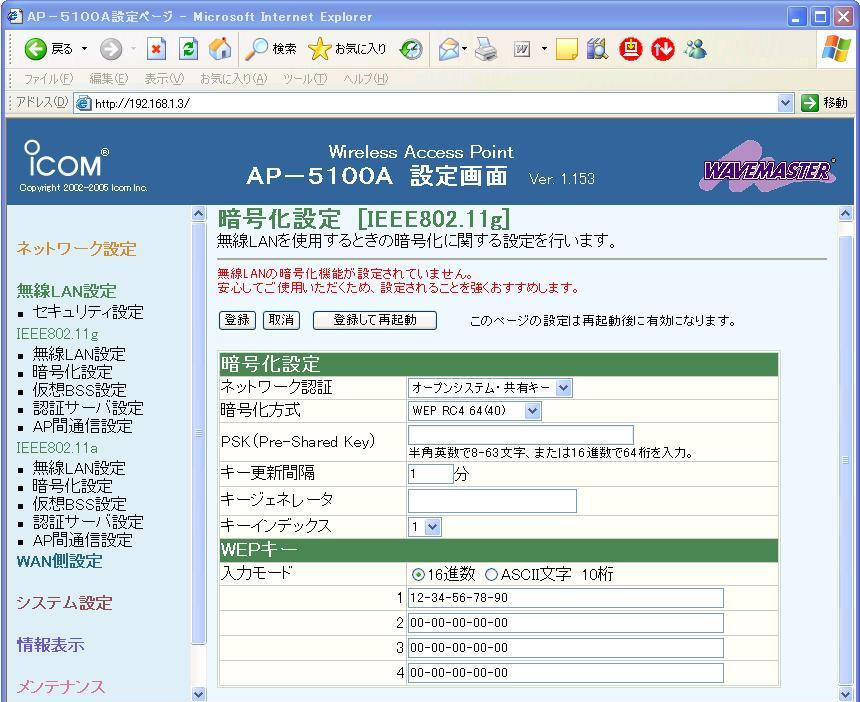 AP－5100A設定ページ - Microsoft Internet Explorer
戻る 検索 お気に入り
ファイル(F) 編集(E) 表示(V) お気に入り(A) ツール(T) ヘルプ(H)
アドレス(D) http://192.168.1.3/ 移動
ICOM®
Copyright 2002-2005 Icom Inc.
Wireless Access Point
AP－5100A 設定画面 Ver. 1.153
WAVEMASTER
ネットワーク設定
無線LAN設定
セキュリティ設定
IEEE802.11g
無線LAN設定
暗号化設定
仮想BSS設定
認証サーバ設定
AP間通信設定
IEEE802.11a
無線LAN設定
暗号化設定
仮想BSS設定
認証サーバ設定
AP間通信設定
WAN側設定
システム設定
情報表示
メンテナンス
暗号化設定 [IEEE802.11g]
無線LANを使用するときの暗号化に関する設定を行います。
無線LANの暗号化機能が設定されていません。
安心してご使用いただくため、設定されることを強くおすすめします。
登録 取消 登録して再起動 このページの設定は再起動後に有効になります。
暗号化設定
ネットワーク認証 オープンシステム・共有キー
暗号化方式 WEP RC4 64(40)
PSK(Pre-Shared Key)
半角英数で8-63文字、または16進数で64桁を入力。
キー更新間隔 1 分
キージェネレータ
キーインデックス 1
WEPキー
入力モード 16進数 ASCII文字 10桁
1 12-34-56-78-90
2 00-00-00-00-00
3 00-00-00-00-00
4 00-00-00-00-00